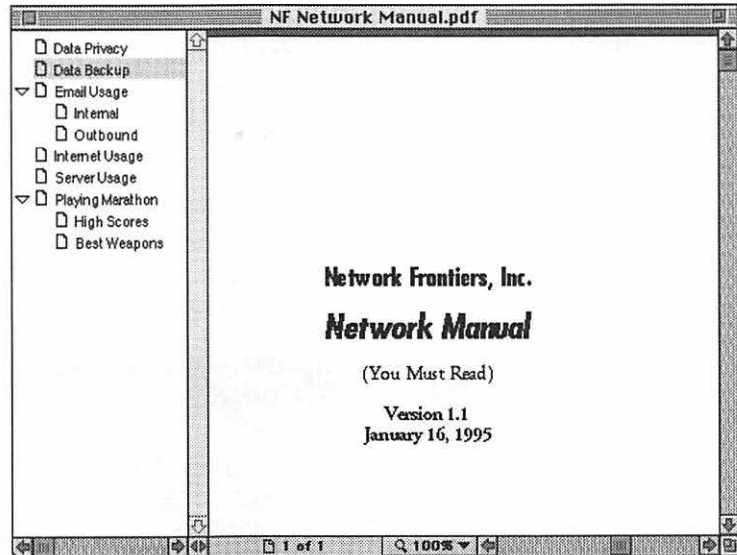 NF Network Manual.pdf
Data Privacy
Data Backup
Email Usage
Internal
Outbound
Internet Usage
Server Usage
Playing Marathon
High Scores
Best Weapons
Network Frontiers, Inc.
Network Manual
(You Must Read)
Version 1.1
January 16, 1995
1 of 1
100%